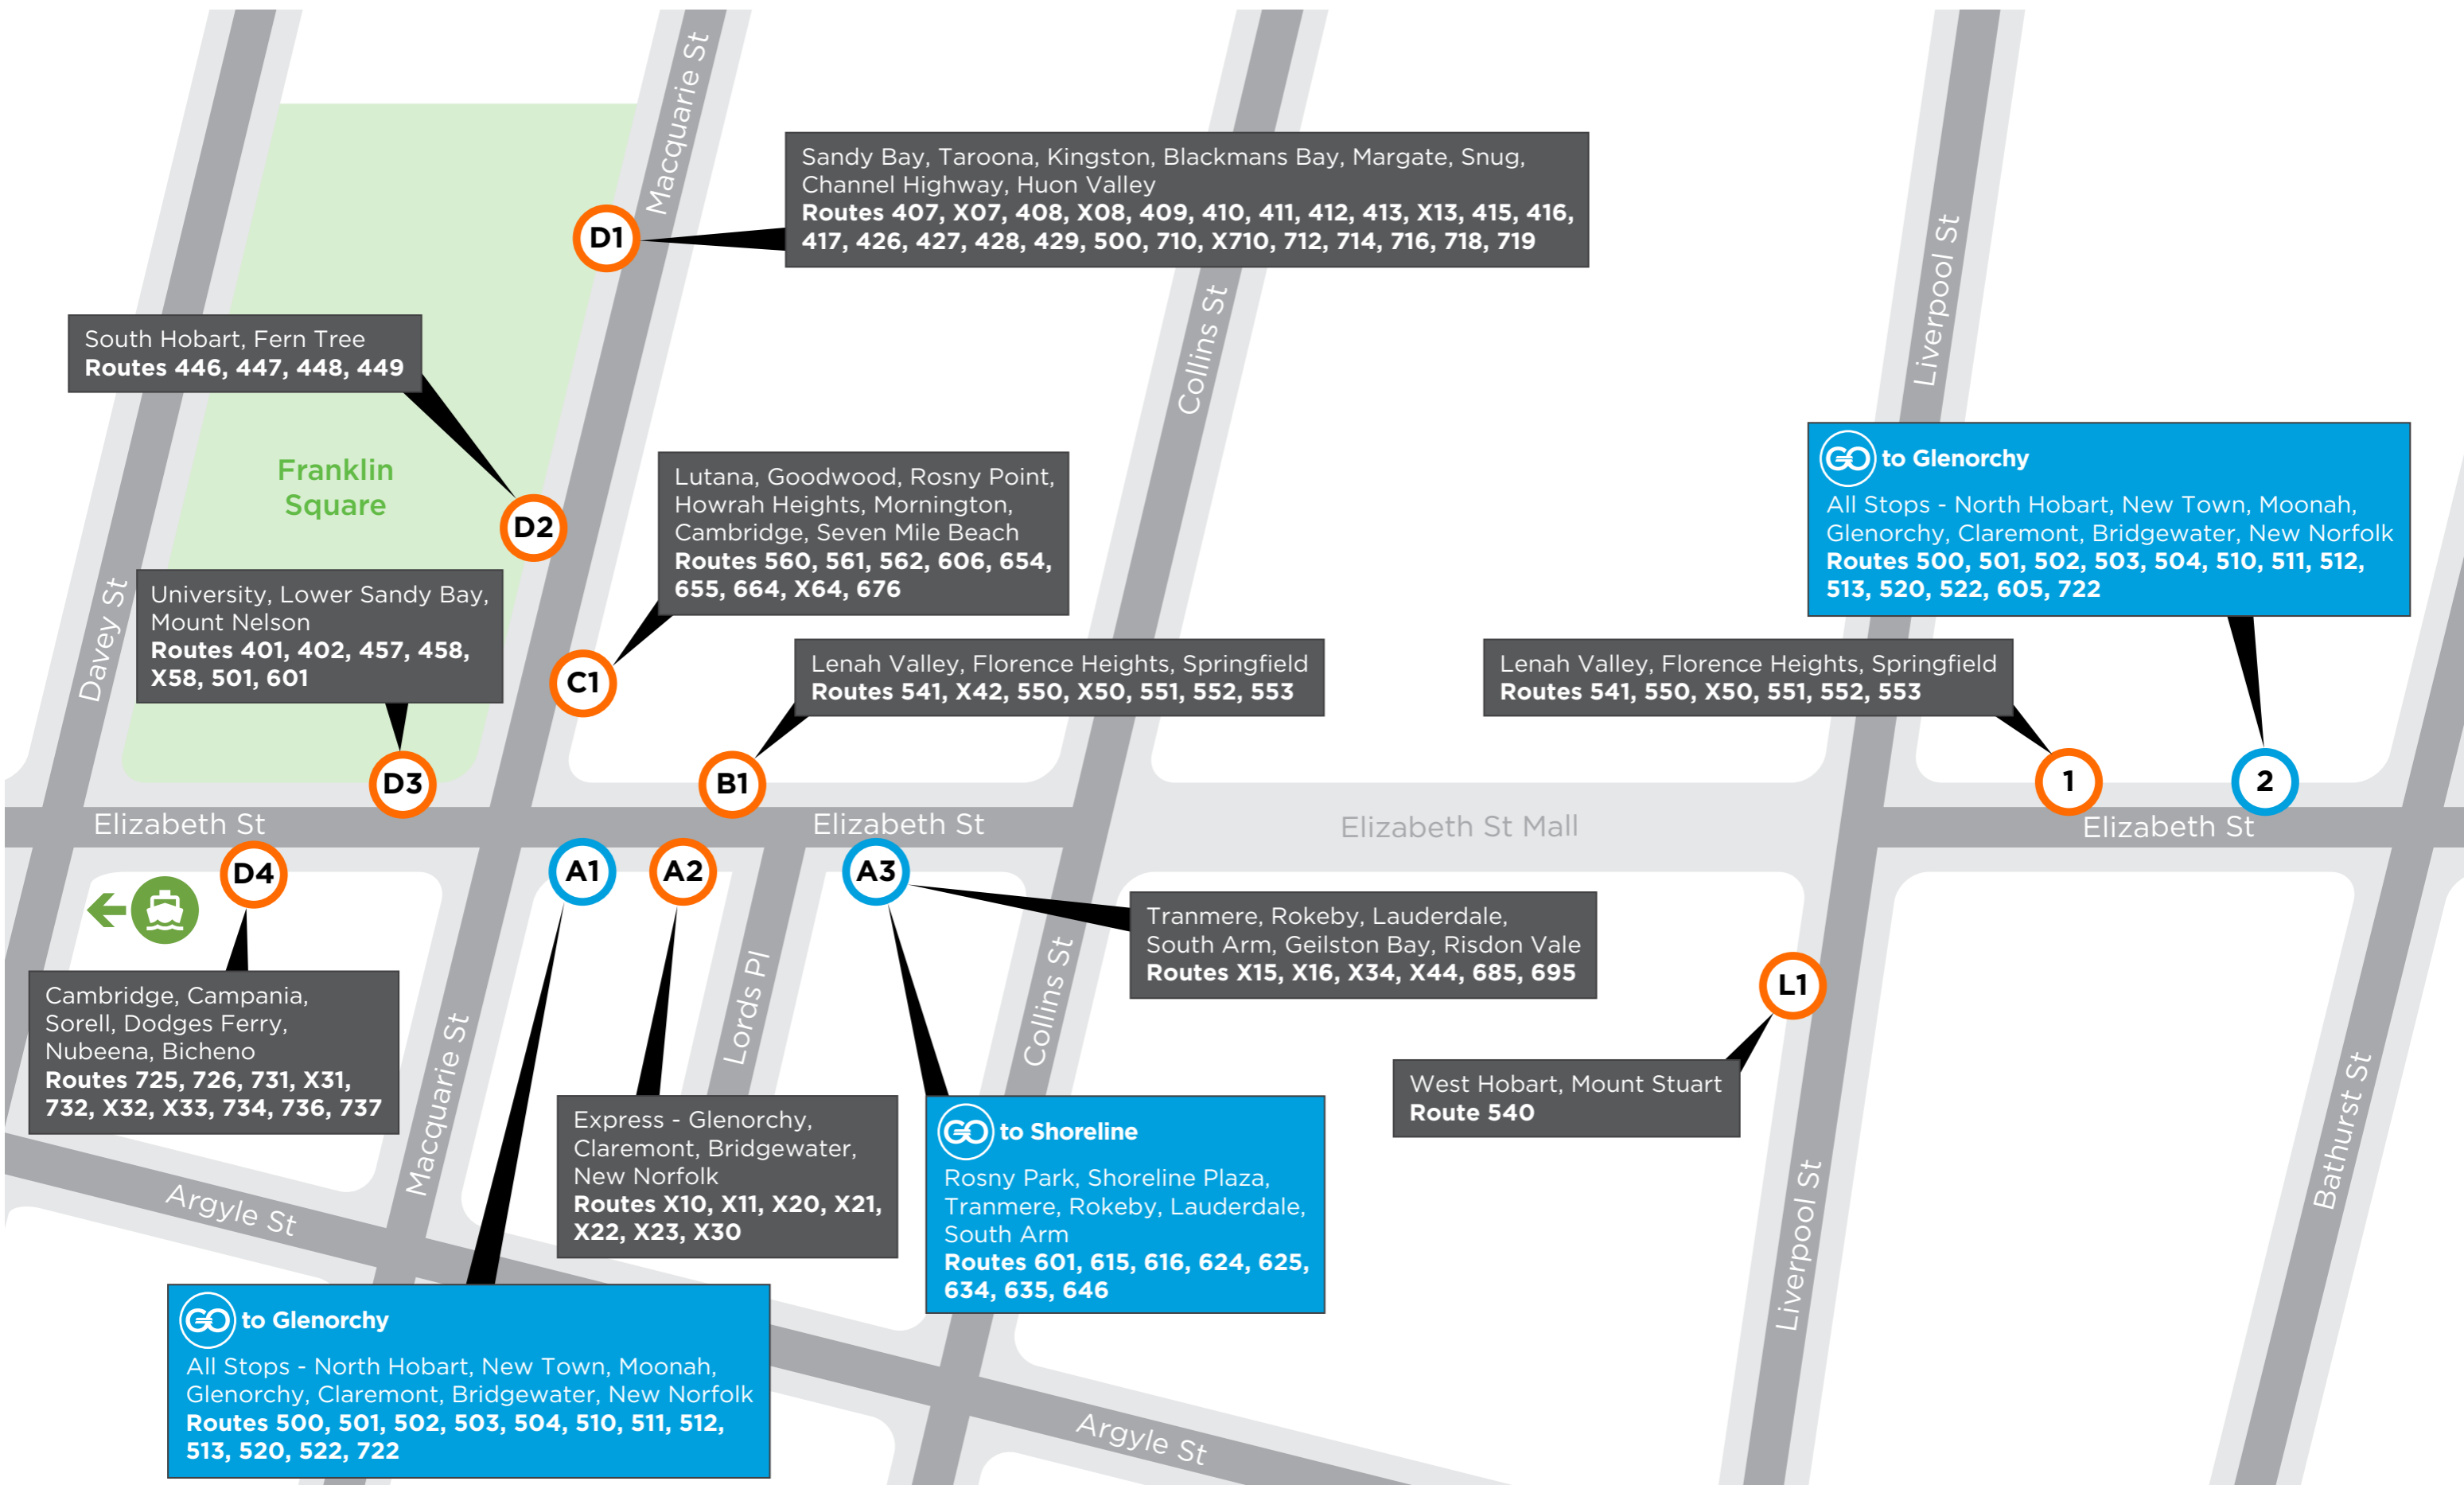 Macquarie St
Sandy Bay, Taroona, Kingston, Blackmans Bay, Margate, Snug,
Channel Highway, Huon Valley
Routes 407, X07, 408, X08, 409, 410, 411, 412, 413, X13, 415, 416,
417, 426, 427, 428, 429, 500, 710, X710, 712, 714, 716, 718, 719
D1
Liverpool St
Collins St
South Hobart, Fern Tree
Routes 446, 447, 448, 449
Franklin
Square
D2
Lutana, Goodwood, Rosny Point,
Howrah Heights, Mornington,
Cambridge, Seven Mile Beach
Routes 560, 561, 562, 606, 654,
655, 664, X64, 676
GO to Glenorchy
All Stops - North Hobart, New Town, Moonah,
Glenorchy, Claremont, Bridgewater, New Norfolk
Routes 500, 501, 502, 503, 504, 510, 511, 512,
513, 520, 522, 605, 722
Davey St
University, Lower Sandy Bay,
Mount Nelson
Routes 401, 402, 457, 458,
X58, 501, 601
C1
Lenah Valley, Florence Heights, Springfield
Routes 541, X42, 550, X50, 551, 552, 553
Lenah Valley, Florence Heights, Springfield
Routes 541, 550, X50, 551, 552, 553
D3
B1
1
2
Elizabeth St
Elizabeth St
Elizabeth St Mall
Elizabeth St
D4
A1
A2
A3
Tranmere, Rokeby, Lauderdale,
South Arm, Geilston Bay, Risdon Vale
Routes X15, X16, X34, X44, 685, 695
L1
Cambridge, Campania,
Sorell, Dodges Ferry,
Nubeena, Bicheno
Routes 725, 726, 731, X31,
732, X32, X33, 734, 736, 737
Macquarie St
Lords Pl
Collins St
West Hobart, Mount Stuart
Route 540
Express - Glenorchy,
Claremont, Bridgewater,
New Norfolk
Routes X10, X11, X20, X21,
X22, X23, X30
GO to Shoreline
Rosny Park, Shoreline Plaza,
Tranmere, Rokeby, Lauderdale,
South Arm
Routes 601, 615, 616, 624, 625,
634, 635, 646
Bathurst St
Argyle St
Liverpool St
GO to Glenorchy
All Stops - North Hobart, New Town, Moonah,
Glenorchy, Claremont, Bridgewater, New Norfolk
Routes 500, 501, 502, 503, 504, 510, 511, 512,
513, 520, 522, 722
Argyle St